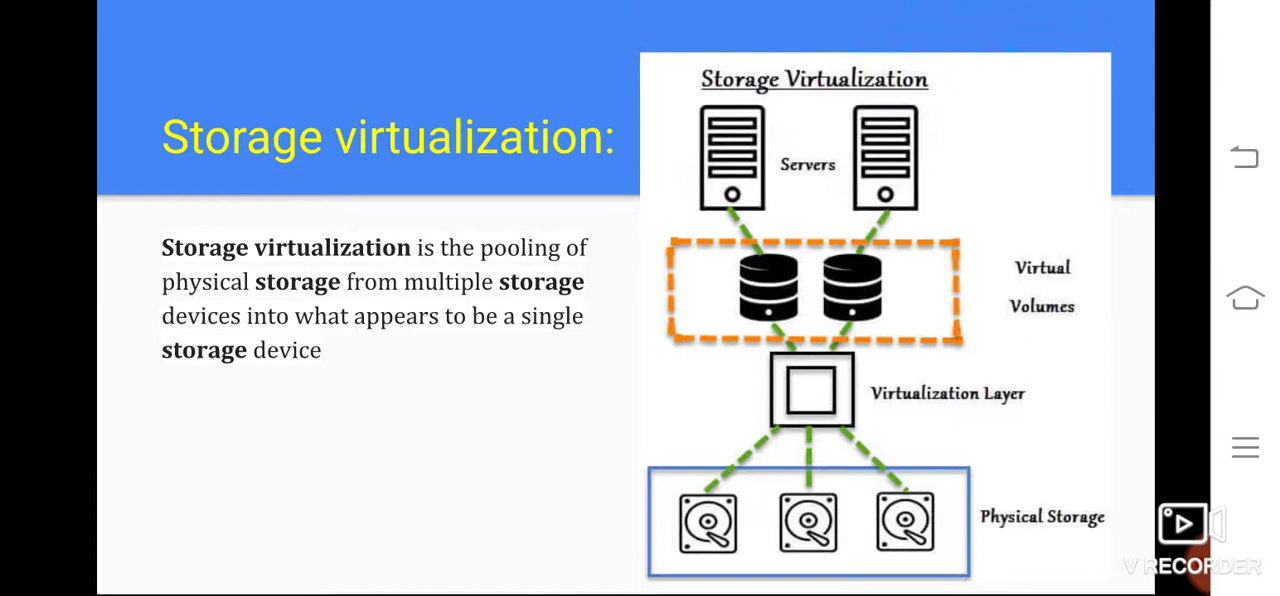 Storage virtualization:
Storage virtualization is the pooling of
physical storage from multiple storage
devices into what appears to be a single
storage device
Storage Virtualization
Servers
Virtual
Volumes
Virtualization Layer
Physical Storage
V RECORDER